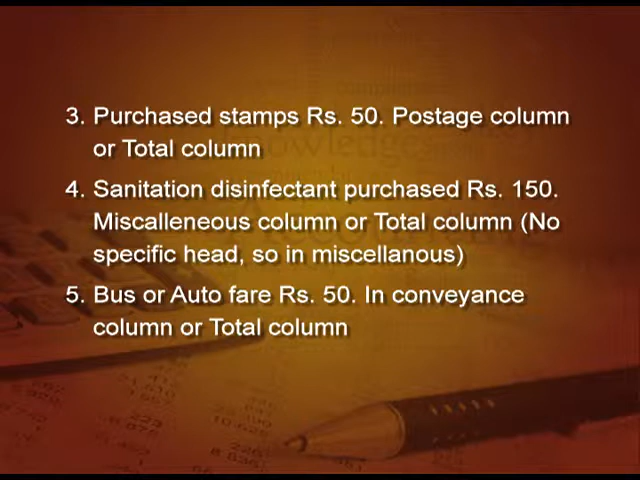 3. Purchased stamps Rs. 50. Postage column
or Total column
4. Sanitation disinfectant purchased Rs. 150.
Miscalleneous column or Total column (No
specific head, so in miscellanous)
5. Bus or Auto fare Rs. 50. In conveyance
column or Total column